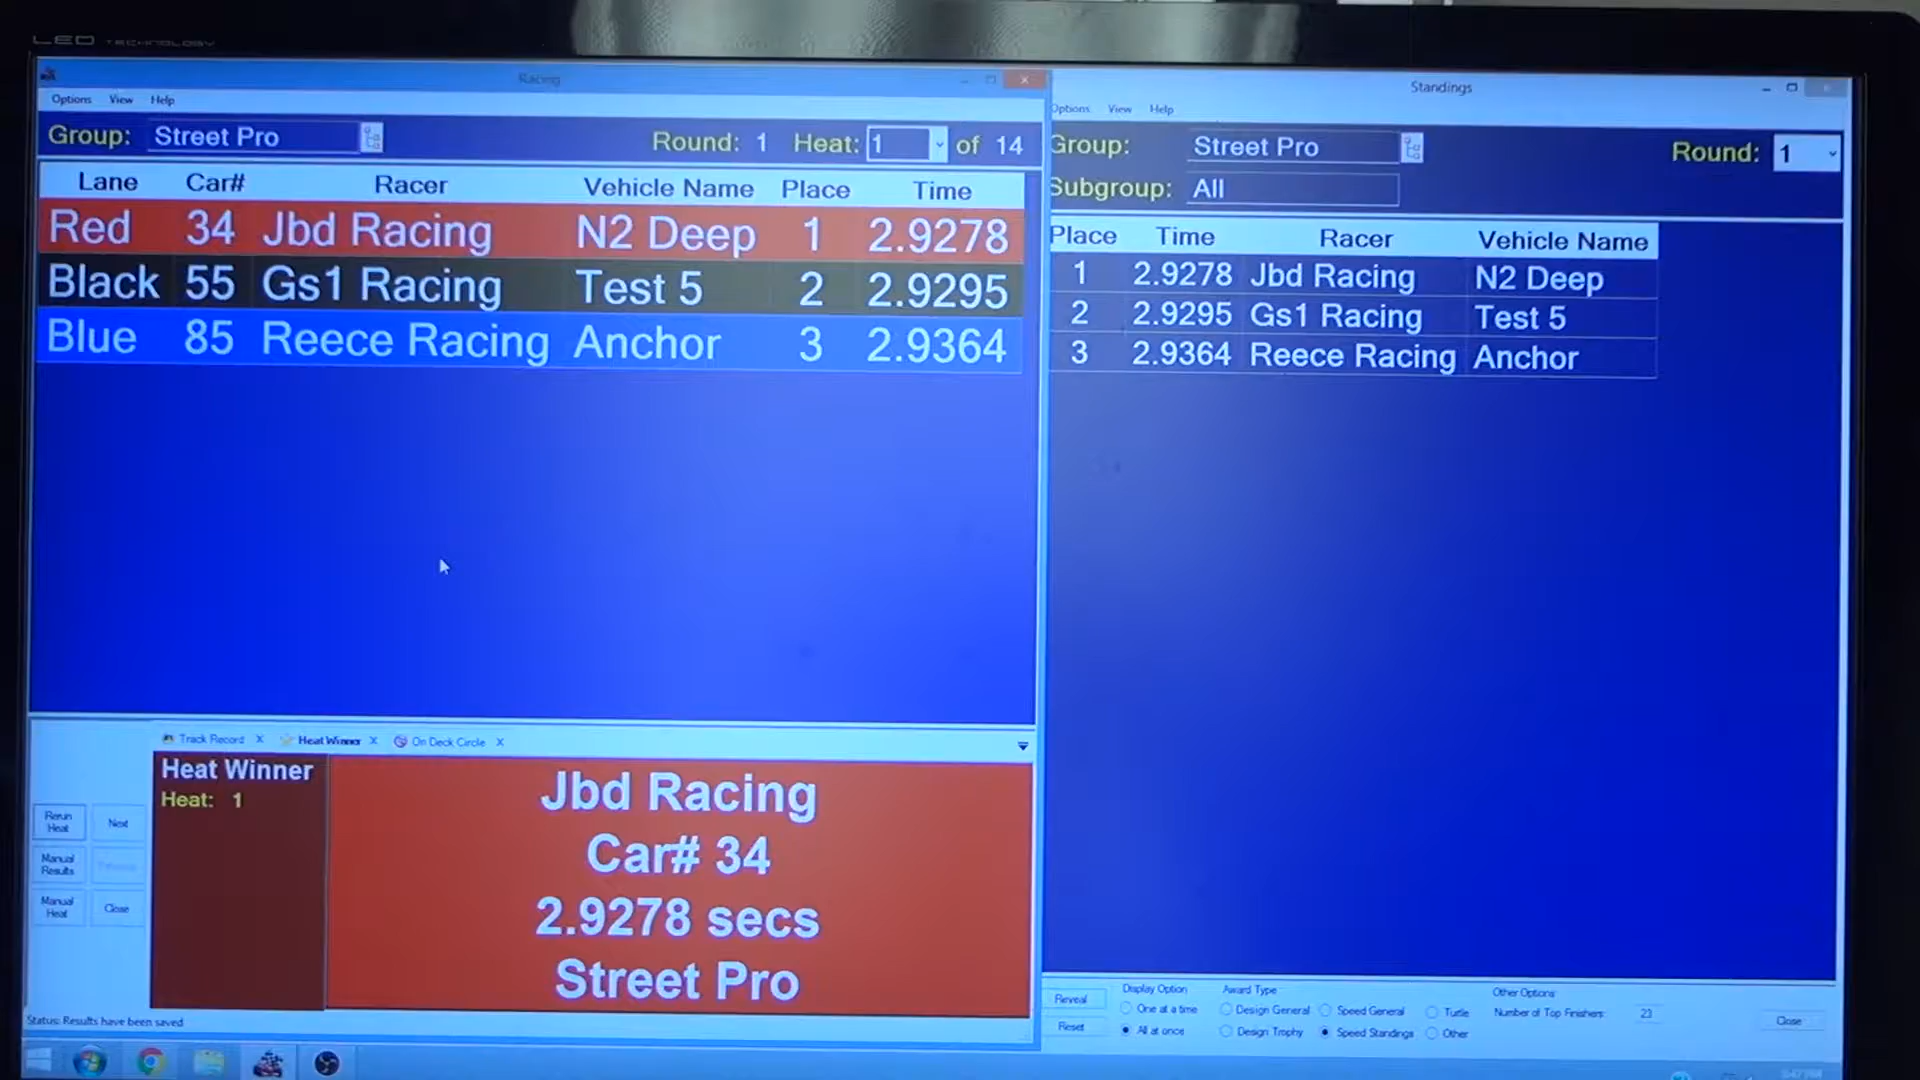 LED TECHNOLOGY
Racing
Options View Help
Group: Street Pro Round: 1 Heat: 1 of 14
Lane Car# Racer Vehicle Name Place Time
Red 34 Jbd Racing N2 Deep 1 2.9278
Black 55 Gs1 Racing Test 5 2 2.9295
Blue 85 Reece Racing Anchor 3 2.9364
Track Record X Heat Winner X On Deck Circle X
Heat Winner
Heat: 1
Jbd Racing
Car# 34
2.9278 secs
Street Pro
Rerun Heat
Next
Manual Results
Manual Heat
Close
Status: Results have been saved
Standings
Options View Help
Group: Street Pro Round: 1
Subgroup: All
Place Time Racer Vehicle Name
1 2.9278 Jbd Racing N2 Deep
2 2.9295 Gs1 Racing Test 5
3 2.9364 Reece Racing Anchor
Reveal
Reset
Display Option
One at a time
All at once
Award Type
Design General Speed General Turtle
Design Trophy Speed Standings Other
Other Options:
Number of Top Finishers: 23
Close